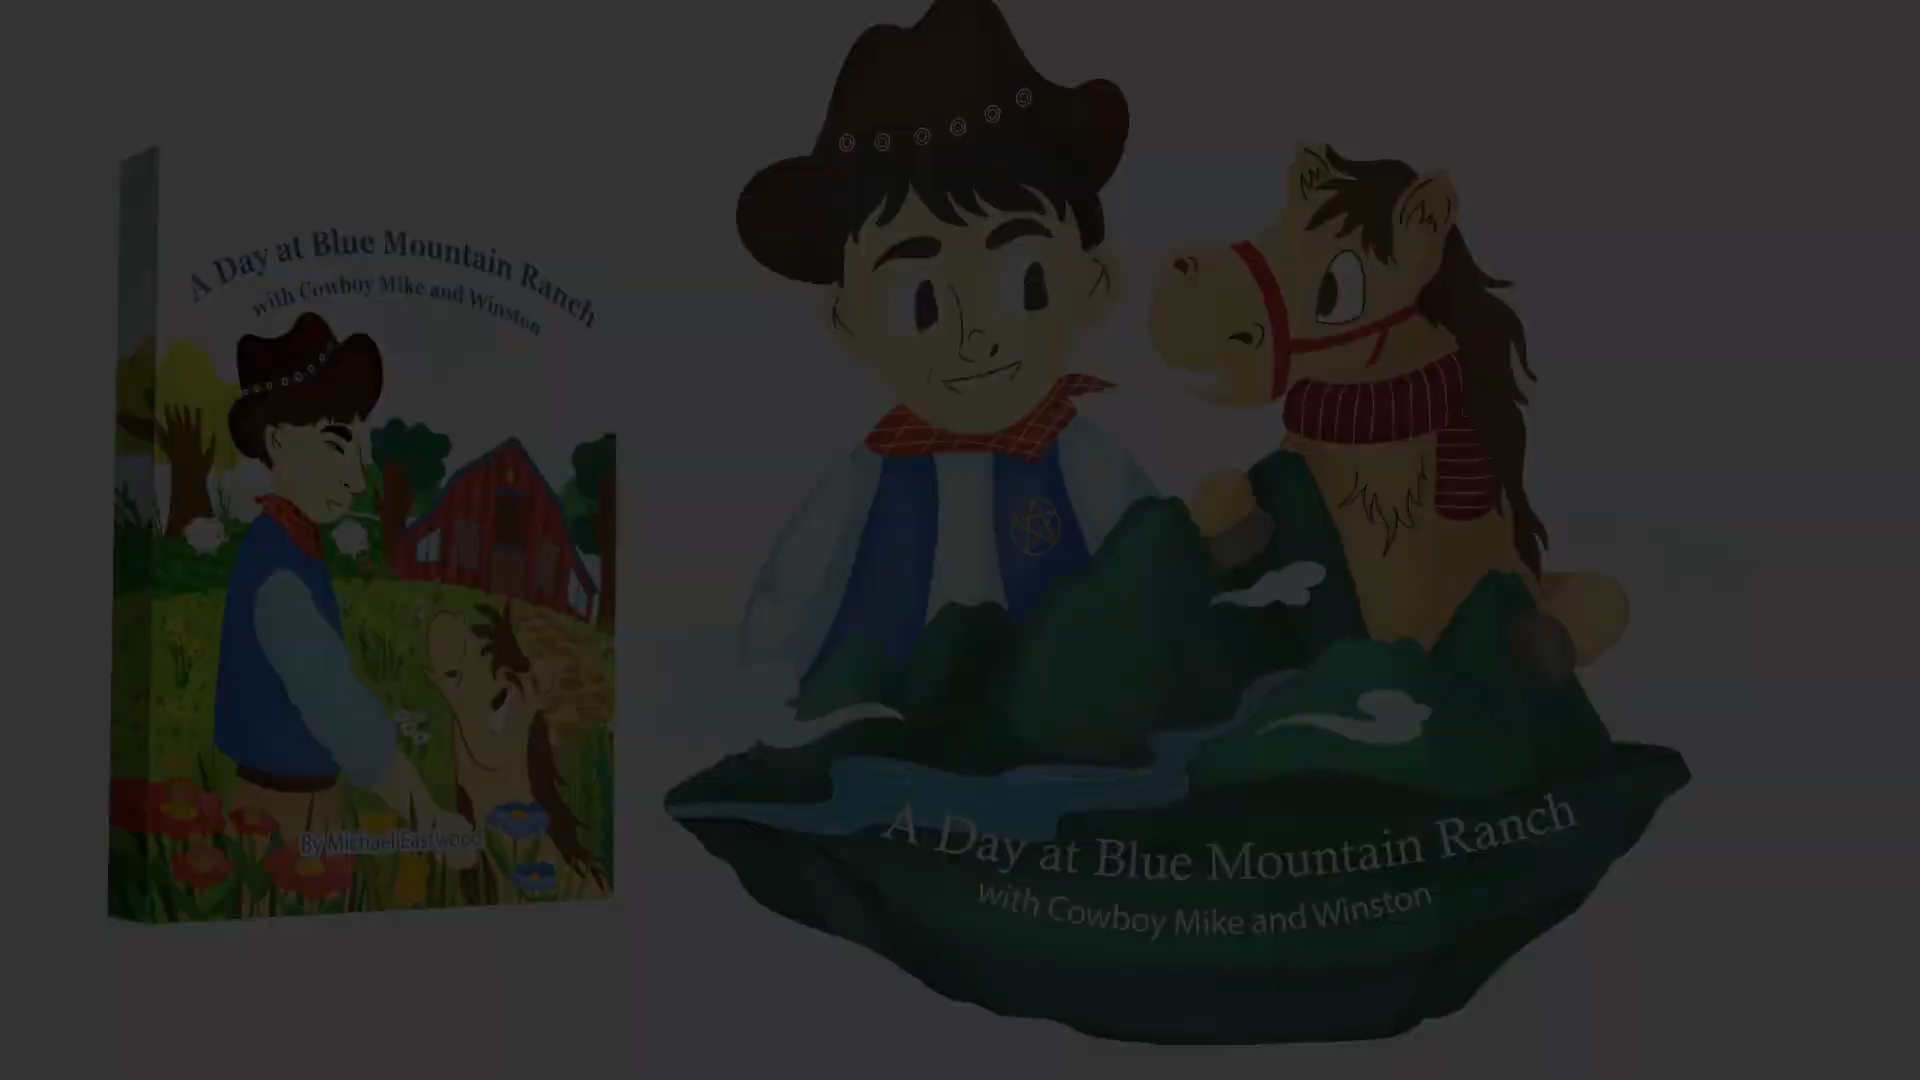 A Day at Blue Mountain Ranch
with Cowboy Mike and Winston
By Michael Eastwood
A Day at Blue Mountain Ranch
with Cowboy Mike and Winston